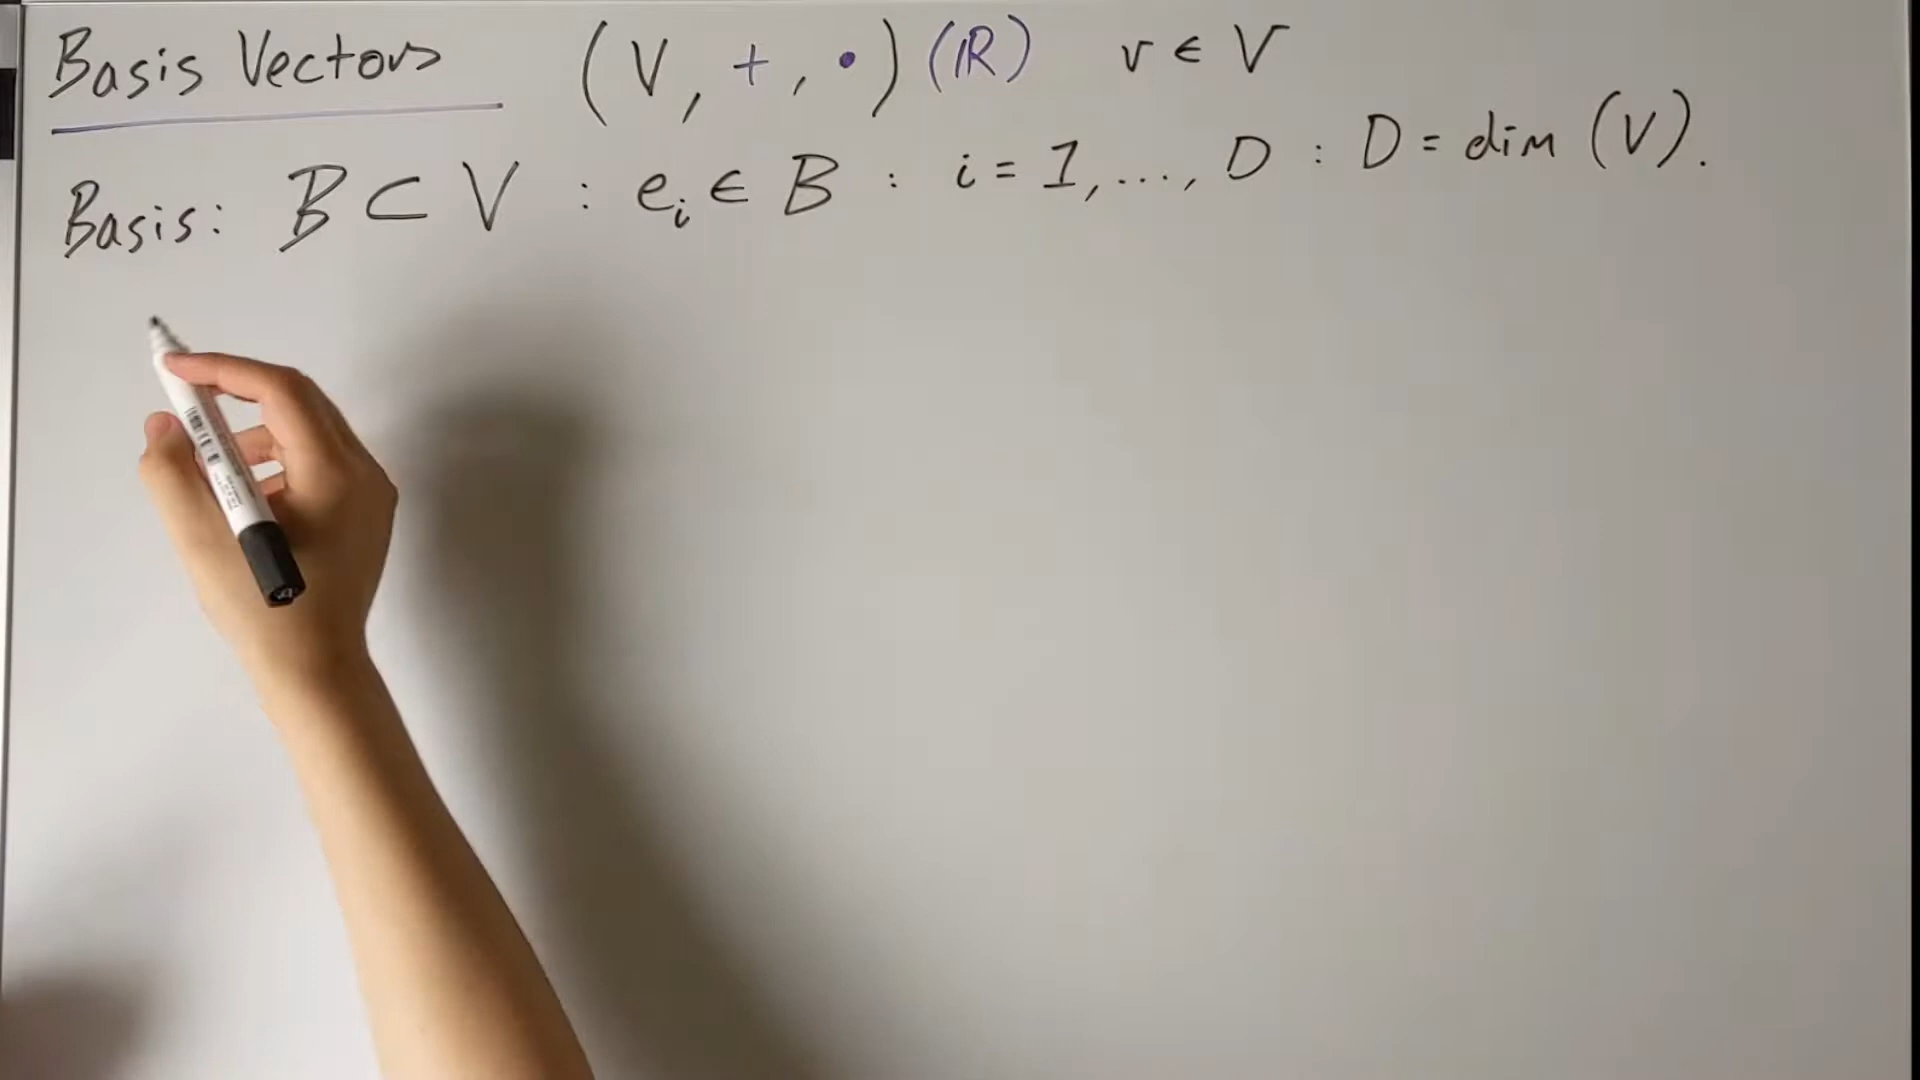 Basis Vectors (V, +, •) (ℝ) v ∈ V
Basis: B ⊂ V : eᵢ ∈ B : i = 1, ..., D : D = dim (V).